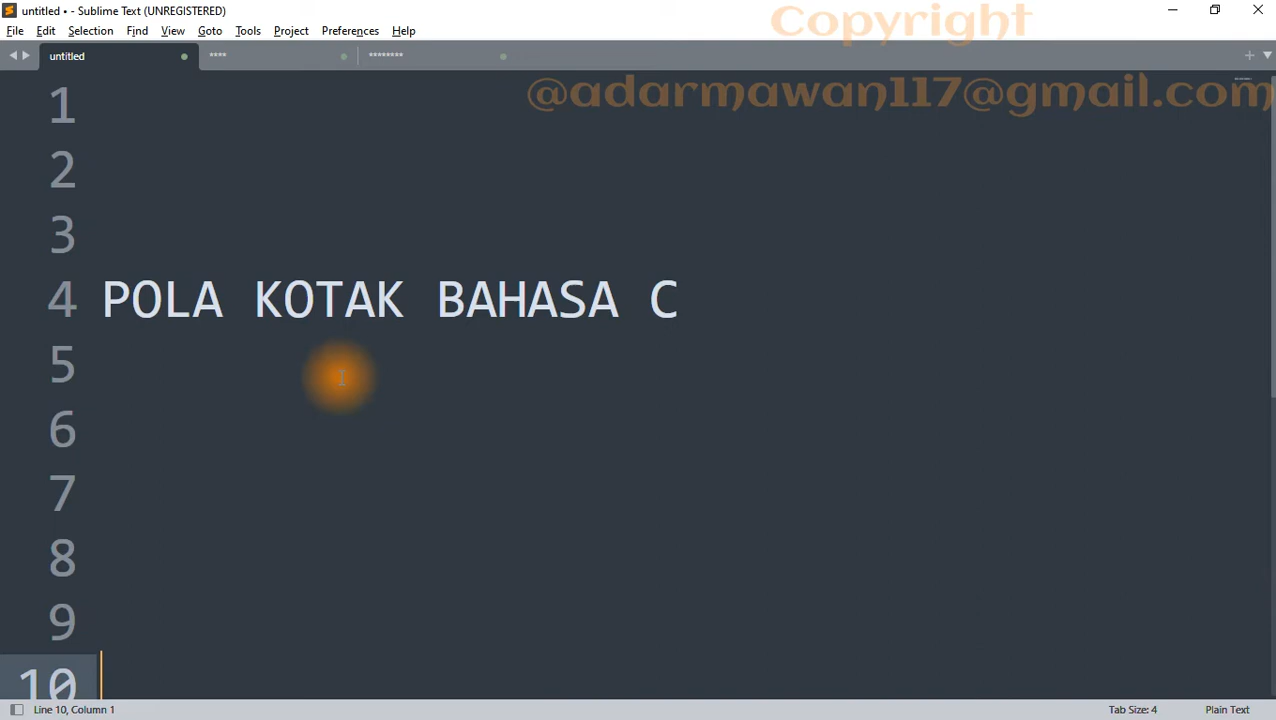 untitled • - Sublime Text (UNREGISTERED)
Copyright
File Edit Selection Find View Goto Tools Project Preferences Help
untitled **** ********
@adarmawan117@gmail.com
1
2
3
4 POLA KOTAK BAHASA C
5
6
7
8
9
10
Line 10, Column 1 Tab Size: 4 Plain Text